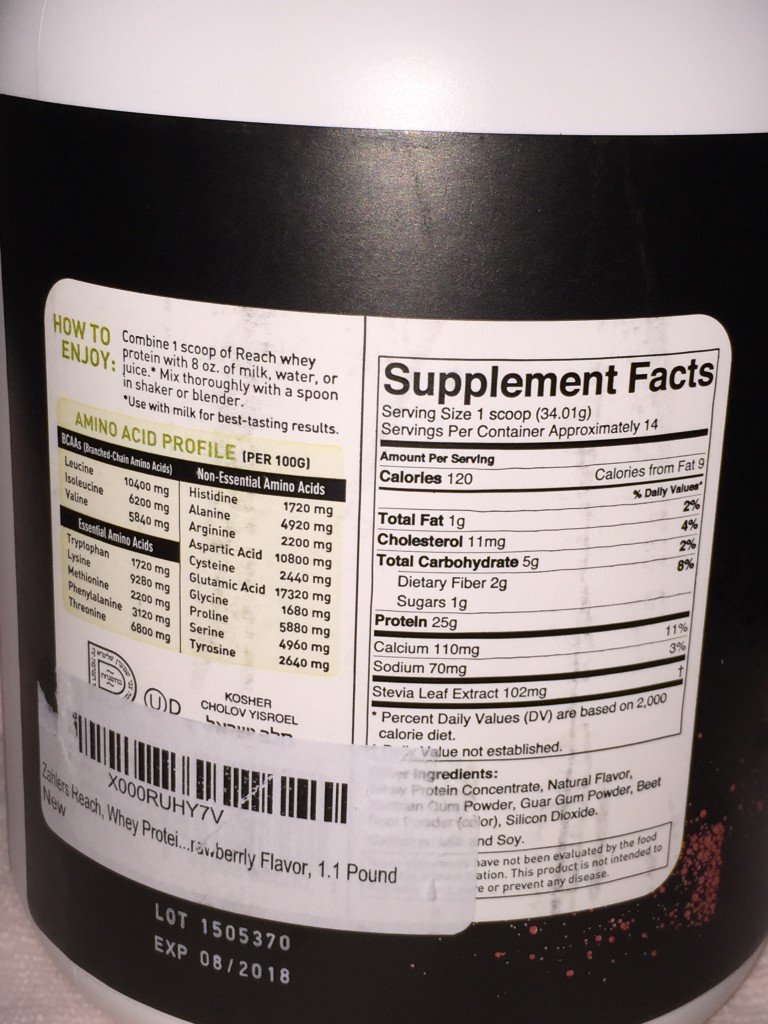 HOW TO ENJOY:
Combine 1 scoop of Reach whey
protein with 8 oz. of milk, water, or
juice.* Mix thoroughly with a spoon
in shaker or blender.
*Use with milk for best-tasting results.
AMINO ACID PROFILE (PER 100G)
BCAAs (Branched-Chain Amino Acids)
Leucine 10400 mg
Isoleucine 6200 mg
Valine 5840 mg
Essential Amino Acids
Tryptophan 1720 mg
Lysine 9280 mg
Methionine 2200 mg
Phenylalanine 3120 mg
Threonine 6800 mg
Non-Essential Amino Acids
Histidine 1720 mg
Alanine 4920 mg
Arginine 2200 mg
Aspartic Acid 10800 mg
Cysteine 2440 mg
Glutamic Acid 17320 mg
Glycine 1680 mg
Proline 5880 mg
Serine 4960 mg
Tyrosine 2640 mg
UD
KOSHER
CHOLOV YISROEL
X000RUHY7V
Zahlers Reach, Whey Protei...rawberrly Flavor, 1.1 Pound
New
LOT 1505370
EXP 08/2018
Supplement Facts
Serving Size 1 scoop (34.01g)
Servings Per Container Approximately 14
Amount Per Serving
Calories 120 Calories from Fat 9
% Daily Values*
Total Fat 1g 2%
Cholesterol 11mg 4%
Total Carbohydrate 5g 2%
Dietary Fiber 2g 8%
Sugars 1g
Protein 25g
Calcium 110mg 11%
Sodium 70mg 3%
Stevia Leaf Extract 102mg †
* Percent Daily Values (DV) are based on 2,000
calorie diet.
Value not established.
Ingredients:
Protein Concentrate, Natural Flavor,
Gum Powder, Guar Gum Powder, Beet
Silicon Dioxide.
and Soy.
have not been evaluated by the food
This product is not intended to
or prevent any disease.